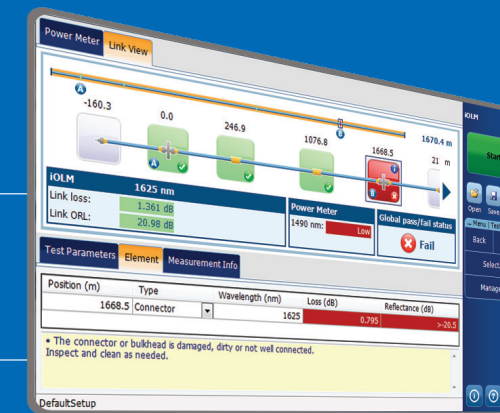 Power Meter
Link View
A
B
-160.3
0.0
246.9
1076.8
1668.5
1670.4 m
21 m
A
B
iOLM
1625 nm
Link loss:
1.361 dB
Link ORL:
20.98 dB
Power Meter
1490 nm:
Low
Global pass/fail status
Fail
Test Parameters
Element
Measurement Info
Position (m)
Type
Wavelength (nm)
Loss (dB)
Reflectance (dB)
1668.5
Connector
1625
0.795
>-20.5
• The connector or bulkhead is damaged, dirty or not well connected.
Inspect and clean as needed.
DefaultSetup
iOLM
Star
Open
Save
Menu
Test
Back
Select
Manag